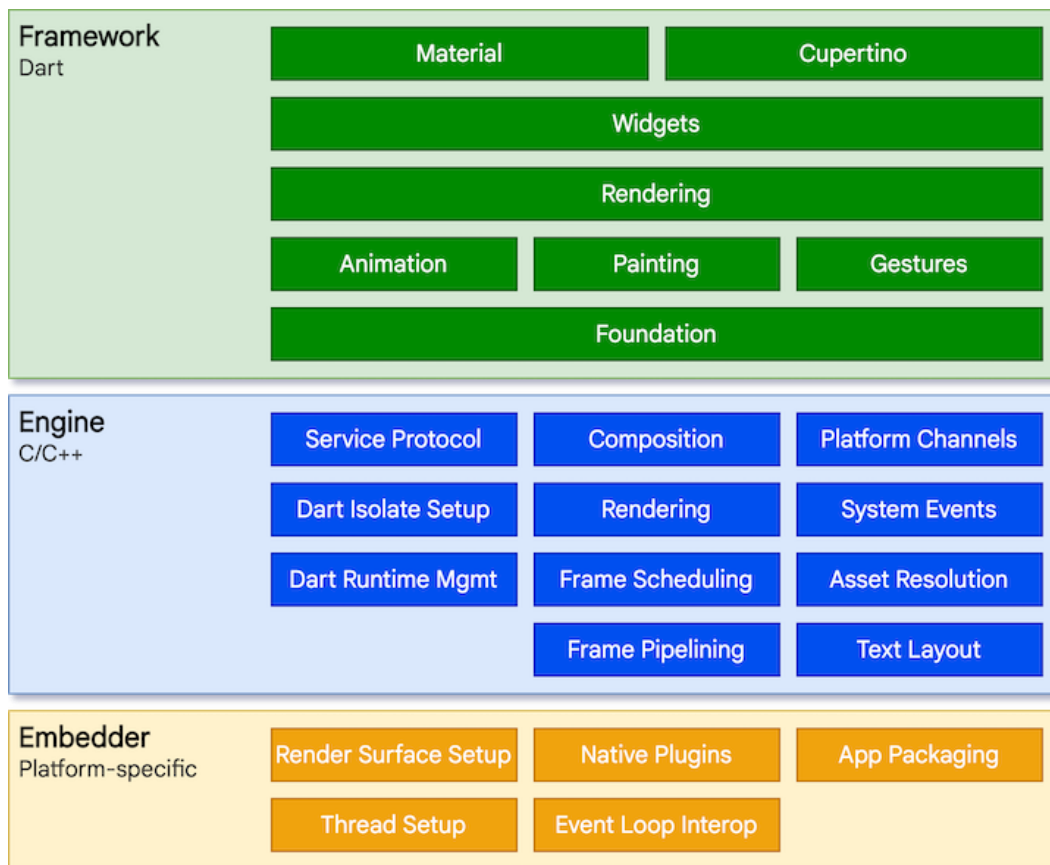 Framework
Dart
Material
Cupertino
Widgets
Rendering
Animation
Painting
Gestures
Foundation
Engine
C/C++
Service Protocol
Composition
Platform Channels
Dart Isolate Setup
Rendering
System Events
Dart Runtime Mgmt
Frame Scheduling
Asset Resolution
Frame Pipelining
Text Layout
Embedder
Platform-specific
Render Surface Setup
Native Plugins
App Packaging
Thread Setup
Event Loop Interop